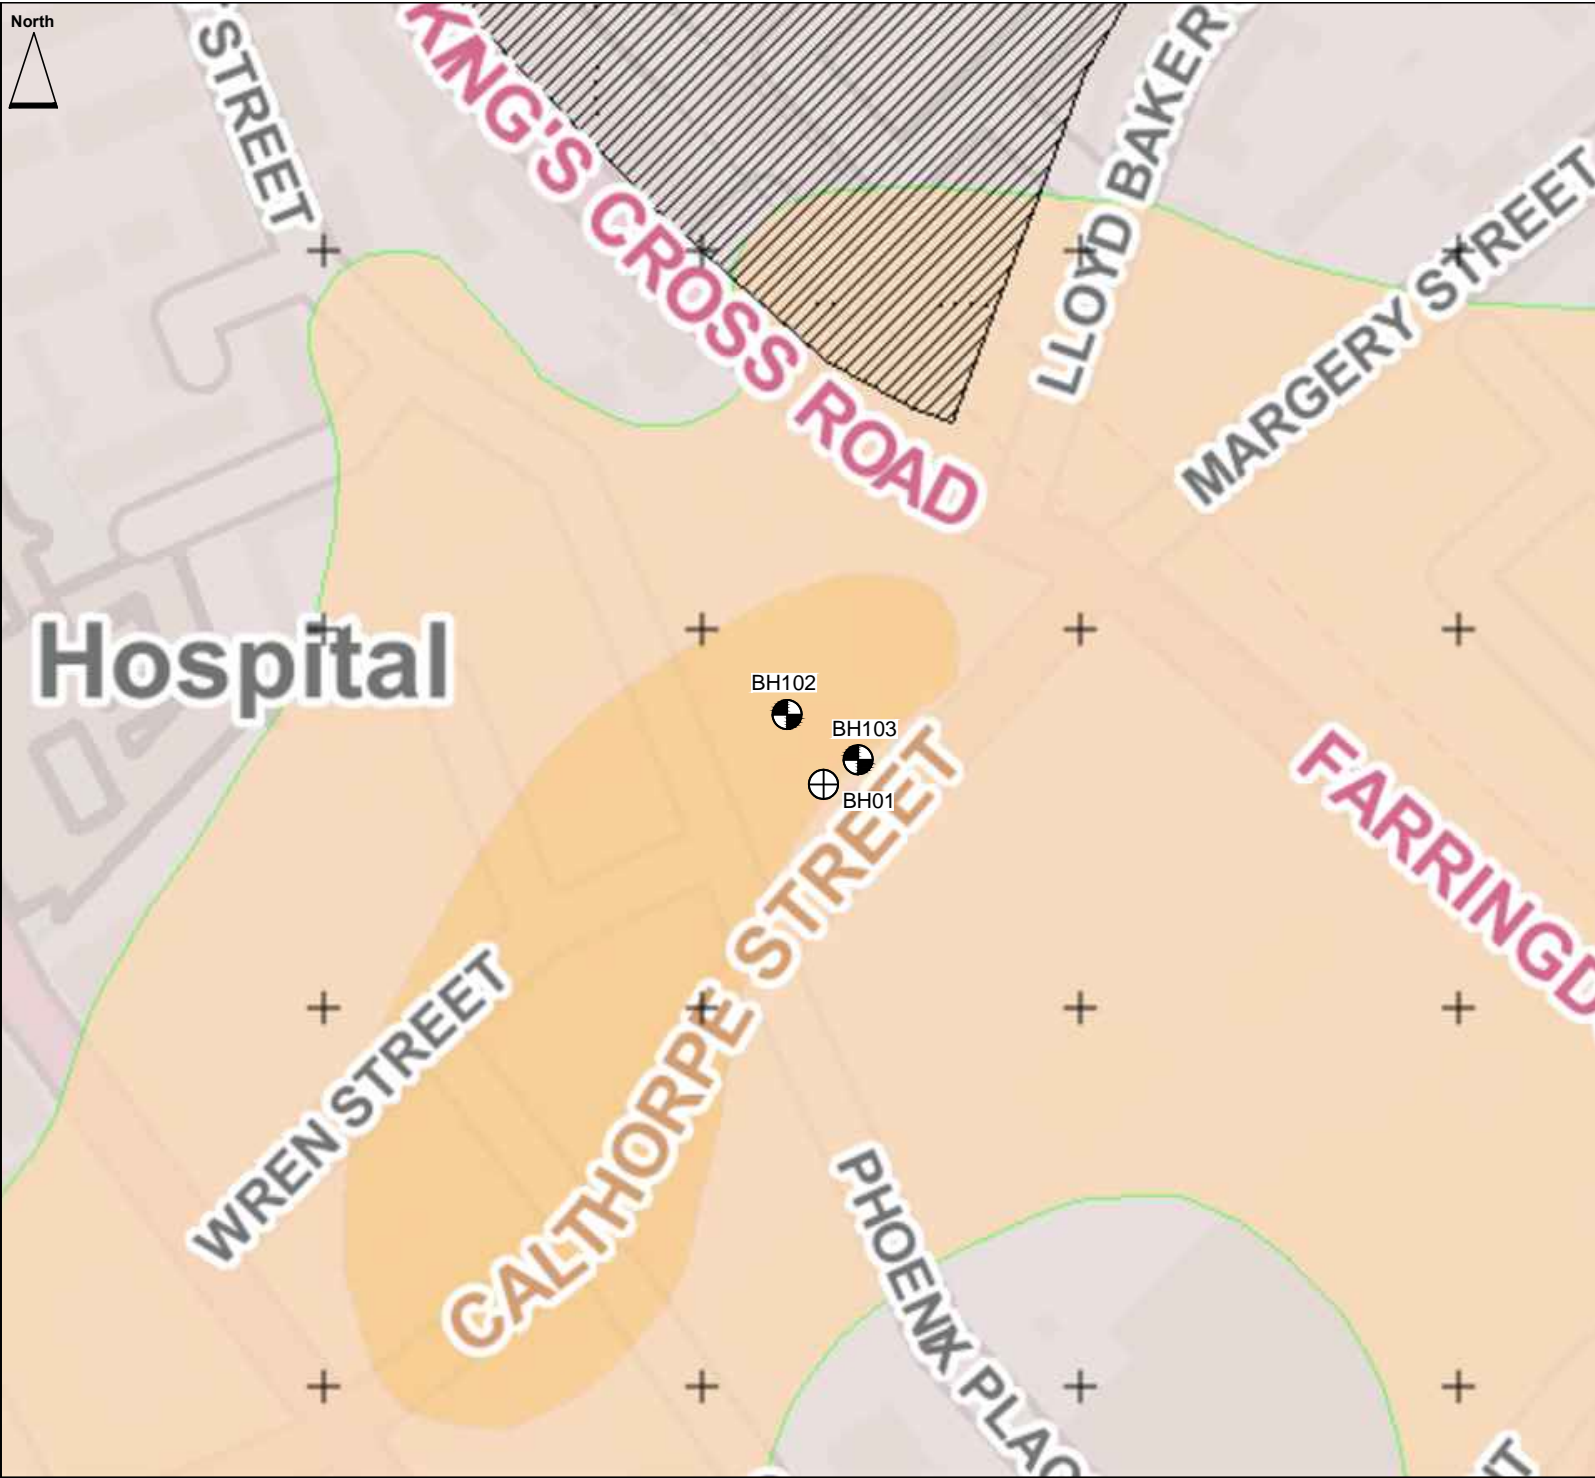 North
STREET
KING'S CROSS ROAD
LLOYD BAKER
MARGERY STREET
Hospital
BH102
BH103
BH01
FARRINGD
WREN STREET
CALTHORPE STREET
PHOENIX PLAC